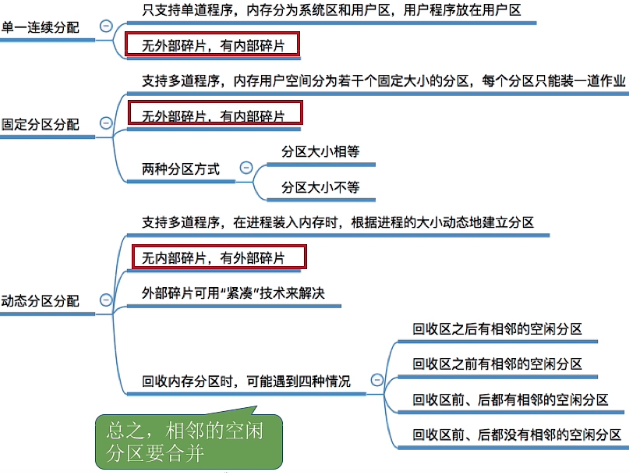 单一连续分配
只支持单道程序，内存分为系统区和用户区，用户程序放在用户区
无外部碎片，有内部碎片
固定分区分配
支持多道程序，内存用户空间分为若干个固定大小的分区，每个分区只能装一道作业
无外部碎片，有内部碎片
两种分区方式
分区大小相等
分区大小不等
动态分区分配
支持多道程序，在进程装入内存时，根据进程的大小动态地建立分区
无内部碎片，有外部碎片
外部碎片可用“紧凑”技术来解决
回收内存分区时，可能遇到四种情况
回收区之后有相邻的空闲分区
回收区之前有相邻的空闲分区
回收区前、后都有相邻的空闲分区
回收区前、后都没有相邻的空闲分区
总之，相邻的空闲
分区要合并